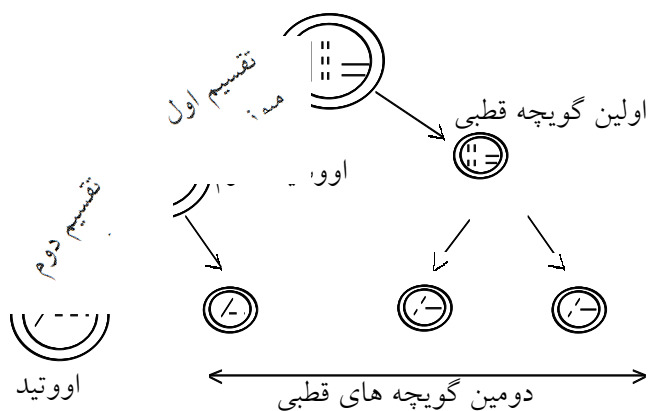 تقسیم اول
اولین گویچه قطبی
تقسیم دوم
اووتید
دومین گویچه های قطبی